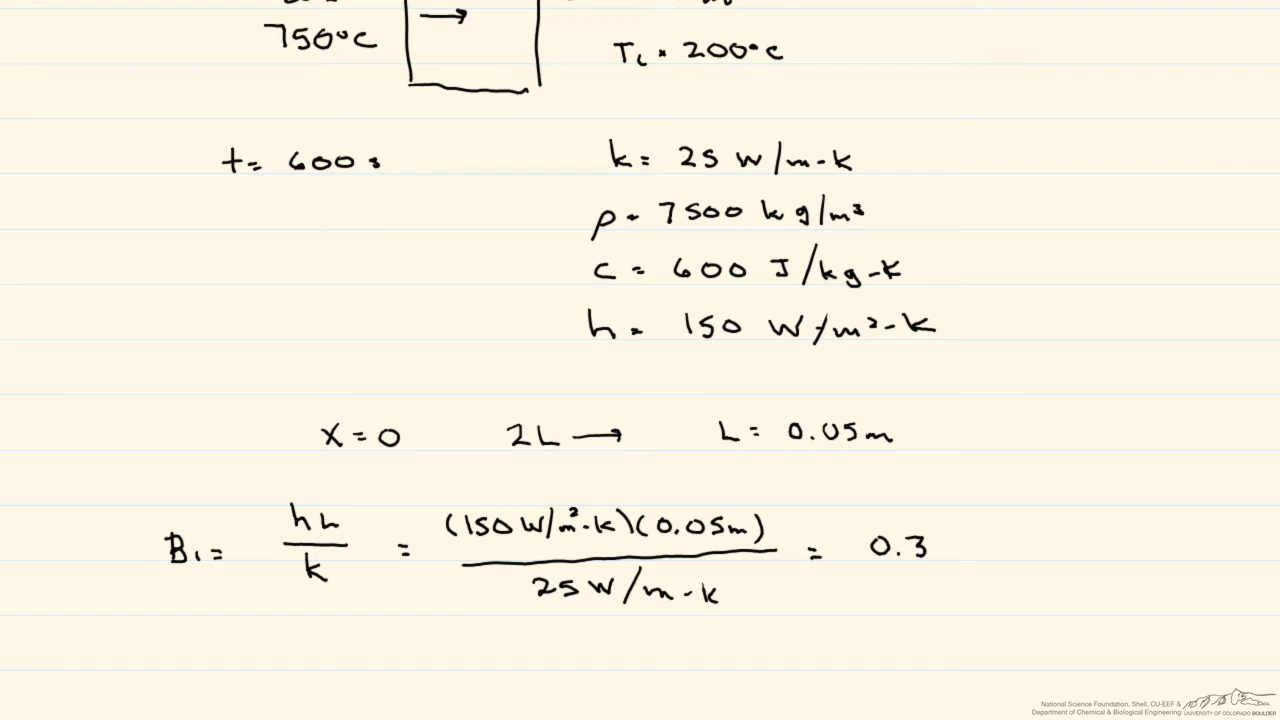 750°C
Ti = 200°C
t = 600 s
k = 25 W/m-K
ρ = 7500 kg/m³
c = 600 J/kg-K
h = 150 W/m²-K
x = 0 2L → L = 0.05m
Bi = hL/k = (150 W/m²-K)(0.05m)/25 W/m-K = 0.3
National Science Foundation, Shell, CU-EEF &
Department of Chemical & Biological Engineering UNIVERSITY OF COLORADO BOULDER